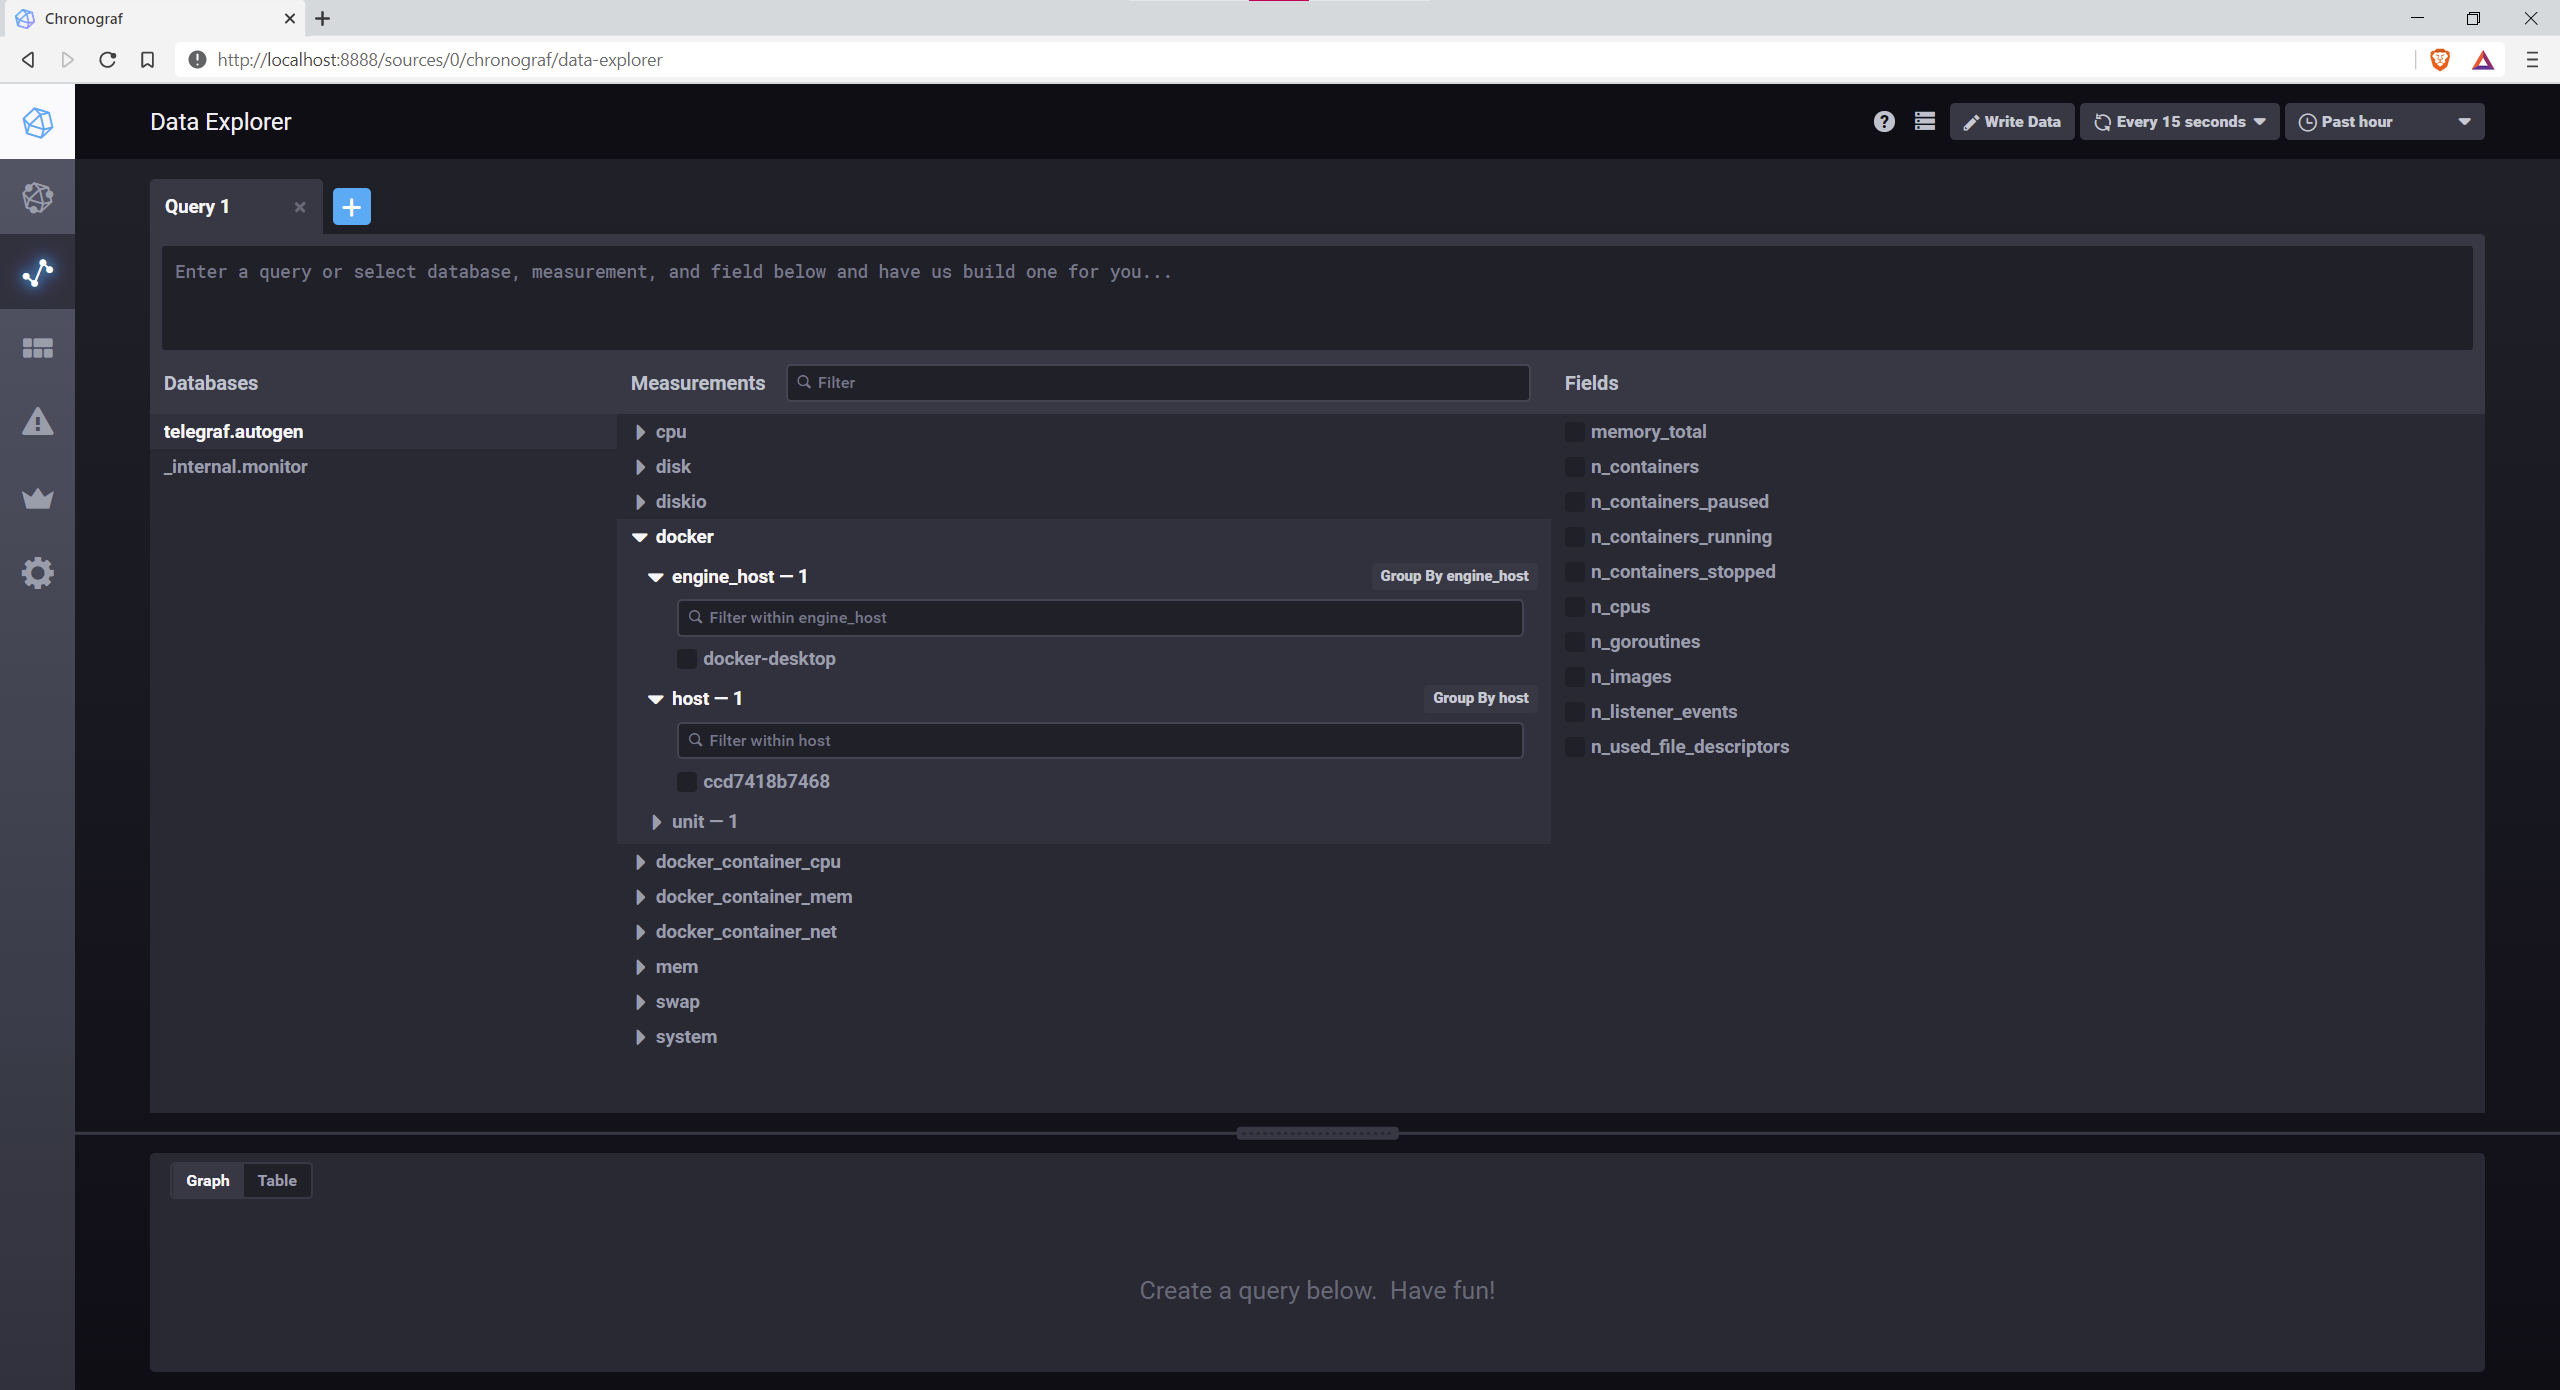 Chronograf
http://localhost:8888/sources/0/chronograf/data-explorer
Data Explorer
Write Data
Every 15 seconds
Past hour
Query 1
Enter a query or select database, measurement, and field below and have us build one for you...
Databases
telegraf.autogen
_internal.monitor
Measurements
Filter
cpu
disk
diskio
docker
engine_host — 1
Group By engine_host
Filter within engine_host
docker-desktop
host — 1
Group By host
Filter within host
ccd7418b7468
unit — 1
docker_container_cpu
docker_container_mem
docker_container_net
mem
swap
system
Fields
memory_total
n_containers
n_containers_paused
n_containers_running
n_containers_stopped
n_cpus
n_goroutines
n_images
n_listener_events
n_used_file_descriptors
Graph
Table
Create a query below. Have fun!